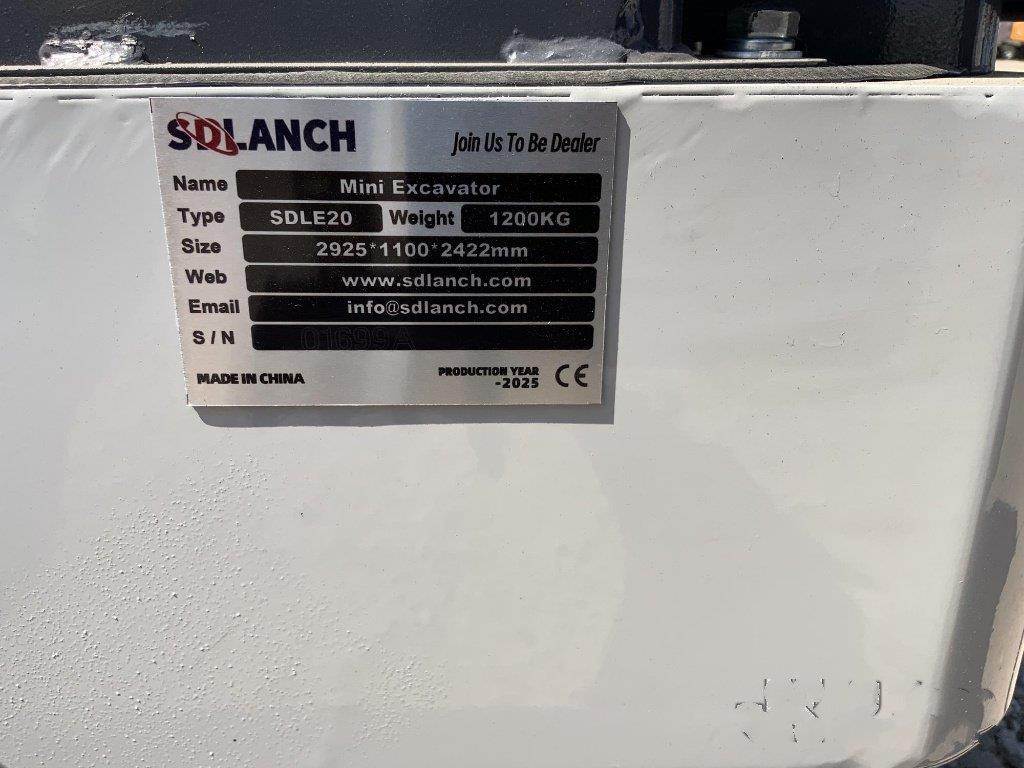 SDLANCH
Join Us To Be Dealer
Name Mini Excavator
Type SDLE20 Weight 1200KG
Size 2925*1100*2422mm
Web www.sdlanch.com
Email info@sdlanch.com
S/N 01699A
MADE IN CHINA
PRODUCTION YEAR
-2025
CE